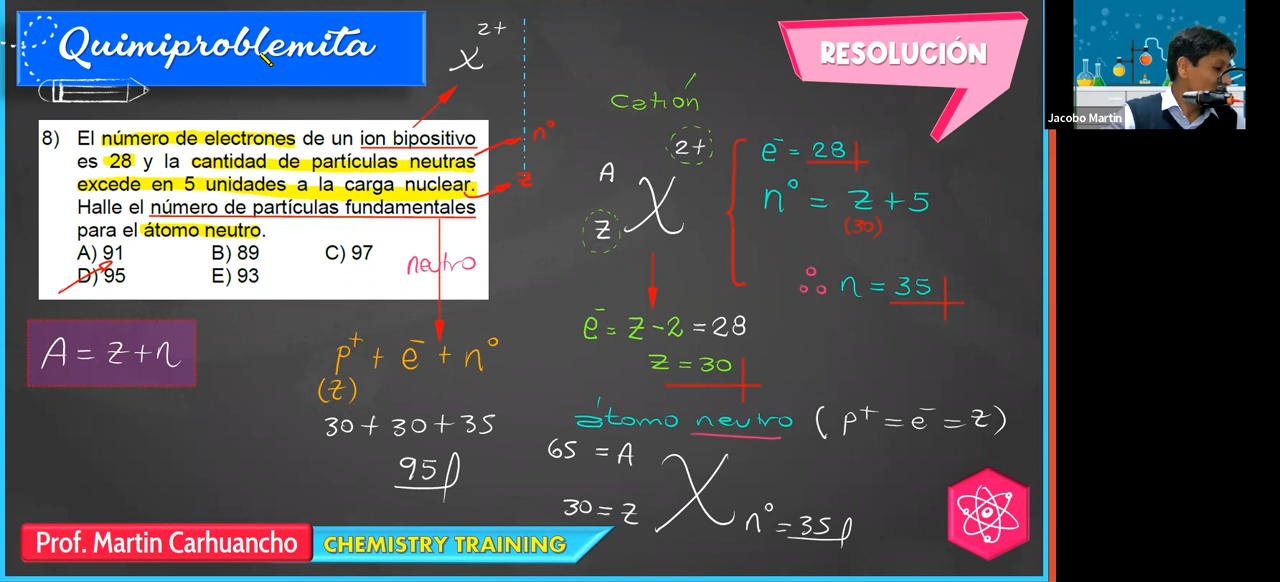 Quimiproblemita
x²⁺
RESOLUCIÓN
Jacobo Martin
8) El número de electrones de un ion bipositivo
es 28 y la cantidad de partículas neutras
excede en 5 unidades a la carga nuclear.
Halle el número de partículas fundamentales
para el átomo neutro.
A) 91 B) 89 C) 97
D) 95 E) 93
n°
z
neutro
A = z + n
p⁺ + e⁻ + n°
(z)
30 + 30 + 35
95
catión
2+
A
Z X
e⁻ = 28
n° = z + 5
(30)
∴ n = 35
e⁻ = z - 2 = 28
z = 30
átomo neutro (p⁺ = e⁻ = z)
65 = A
X
30 = z
n° = 35
Prof. Martin Carhuancho
CHEMISTRY TRAINING